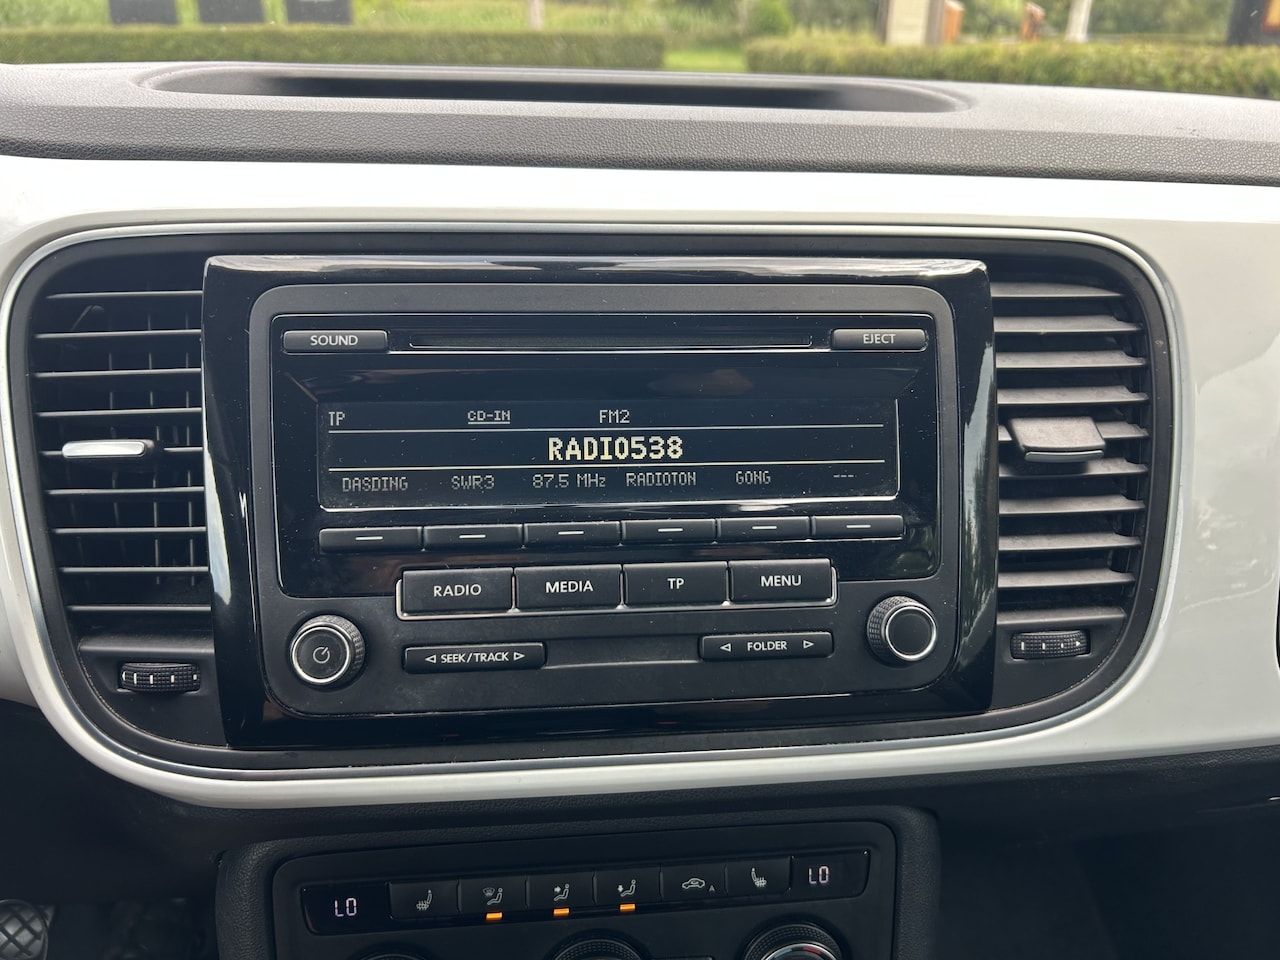 SOUND
EJECT
TP CD-IN FM2
RADIO538
DASDING SWR3 87.5 MHz RADIOTON GONG ---
RADIO MEDIA TP MENU
SEEK/TRACK
FOLDER
LO
A
LO